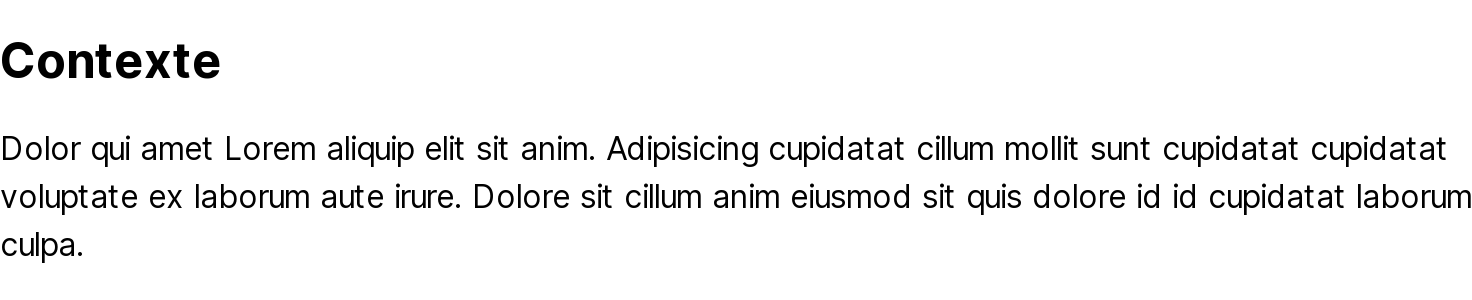 Contexte
Dolor qui amet Lorem aliquip elit sit anim. Adipisicing cupidatat cillum mollit sunt cupidatat cupidatat
voluptate ex laborum aute irure. Dolore sit cillum anim eiusmod sit quis dolore id id cupidatat laborum
culpa.